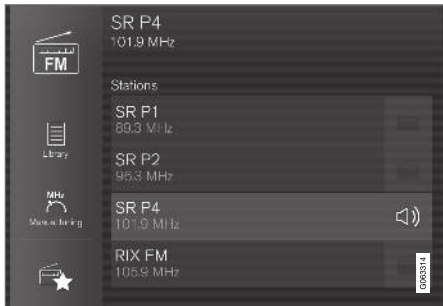 SR P4
101.9 MHz
FM
Stations
SR P1
89.3 MHz
Library
SR P2
96.3 MHz
MHz
Manual tuning
SR P4
101.9 MHz
RIX FM
105.9 MHz
G063314